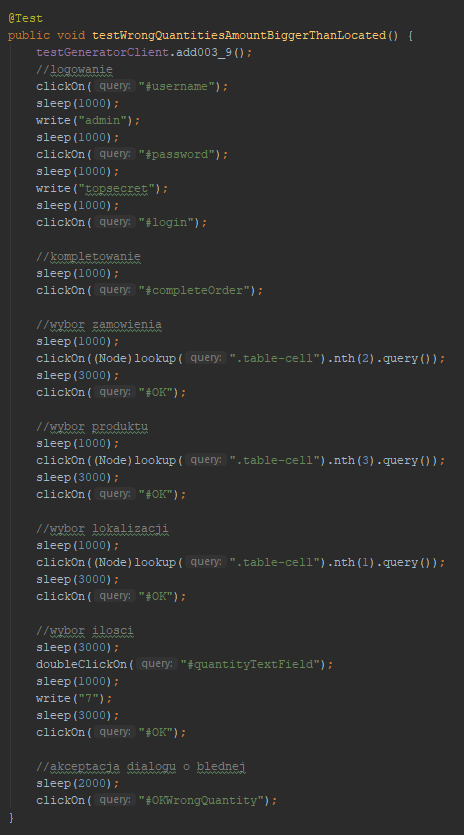 @Test
public void testWrongQuantitiesAmountBiggerThanLocated() {
    testGeneratorClient.add003_9();
    //logowanie
    clickOn( query: "#username");
    sleep(1000);
    write("admin");
    sleep(1000);
    clickOn( query: "#password");
    sleep(1000);
    write("topsecret");
    sleep(1000);
    clickOn( query: "#login");

    //kompletowanie
    sleep(1000);
    clickOn( query: "#completeOrder");

    //wybor zamowienia
    sleep(1000);
    clickOn((Node)lookup( query: ".table-cell").nth(2).query());
    sleep(3000);
    clickOn( query: "#OK");

    //wybor produktu
    sleep(1000);
    clickOn((Node)lookup( query: ".table-cell").nth(3).query());
    sleep(3000);
    clickOn( query: "#OK");

    //wybor lokalizacji
    sleep(1000);
    clickOn((Node)lookup( query: ".table-cell").nth(1).query());
    sleep(3000);
    clickOn( query: "#OK");

    //wybor ilosci
    sleep(3000);
    doubleClickOn( query: "#quantityTextField");
    sleep(1000);
    write("7");
    sleep(3000);
    clickOn( query: "#OK");

    //akceptacja dialogu o blednej
    sleep(2000);
    clickOn( query: "#OKWrongQuantity");
}